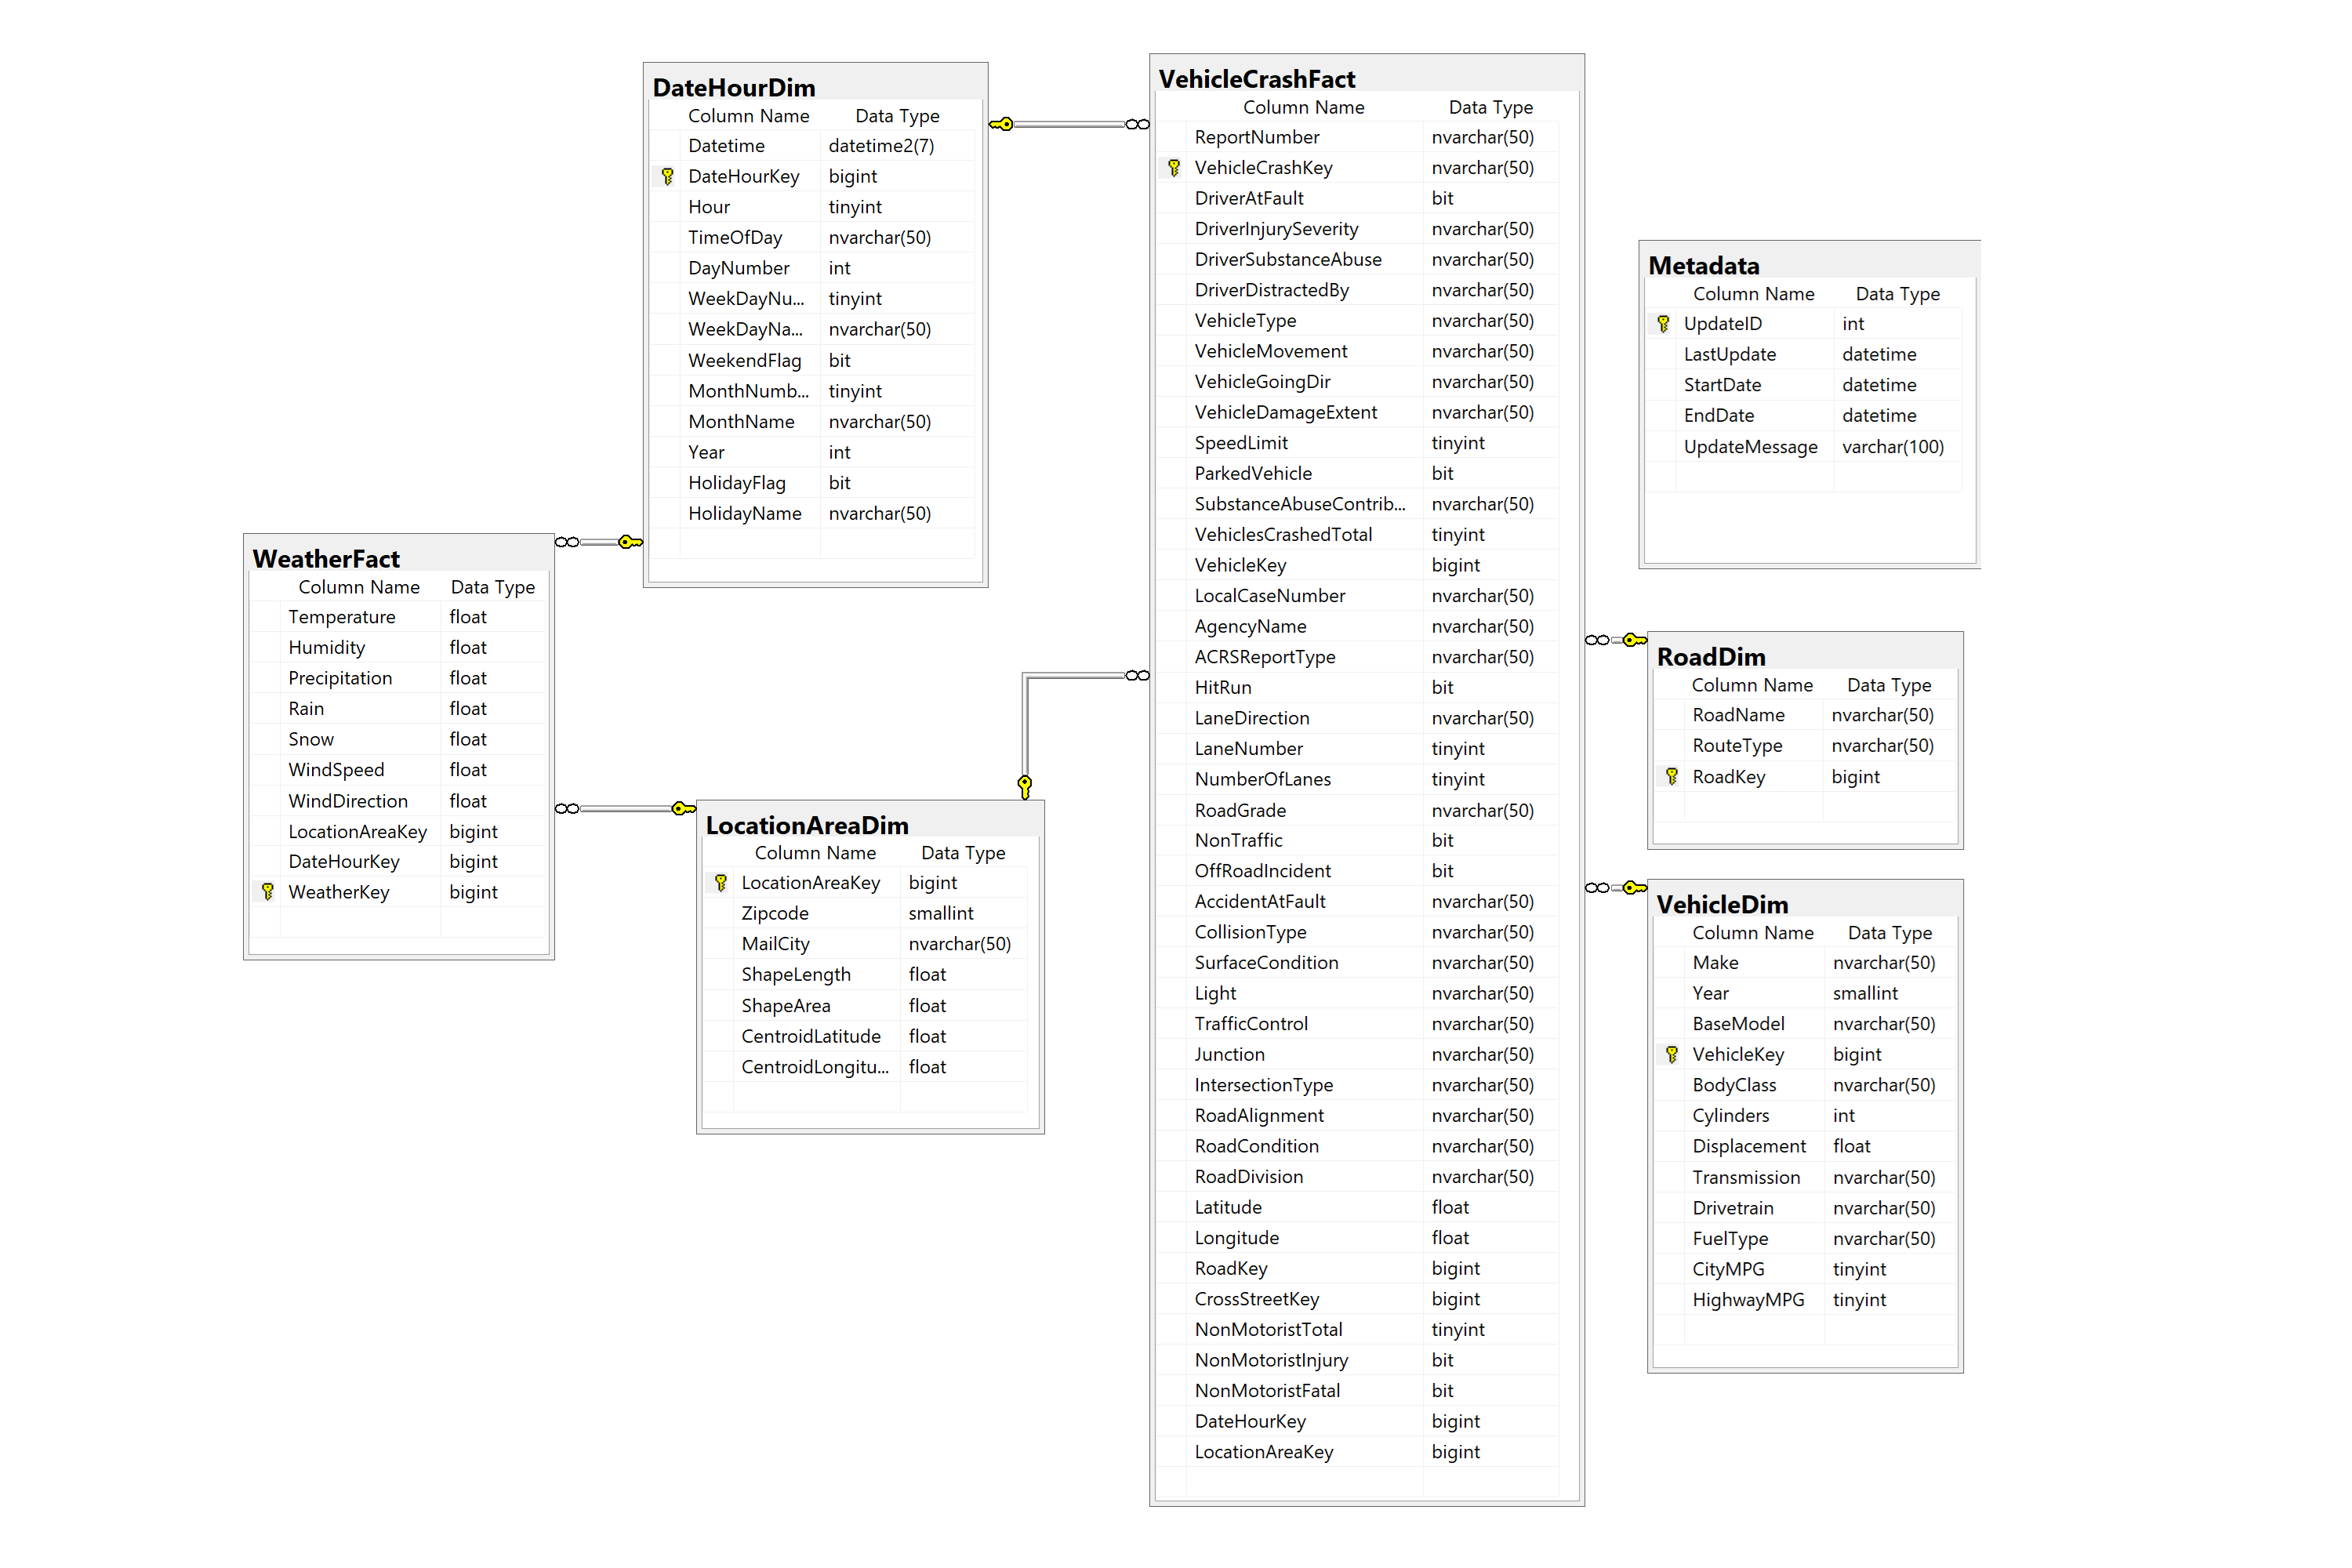 DateHourDim
Column Name Data Type
Datetime datetime2(7)
DateHourKey bigint
Hour tinyint
TimeOfDay nvarchar(50)
DayNumber int
WeekDayNu... tinyint
WeekDayNa... nvarchar(50)
WeekendFlag bit
MonthNumb... tinyint
MonthName nvarchar(50)
Year int
HolidayFlag bit
HolidayName nvarchar(50)
VehicleCrashFact
Column Name Data Type
ReportNumber nvarchar(50)
VehicleCrashKey nvarchar(50)
DriverAtFault bit
DriverInjurySeverity nvarchar(50)
DriverSubstanceAbuse nvarchar(50)
DriverDistractedBy nvarchar(50)
VehicleType nvarchar(50)
VehicleMovement nvarchar(50)
VehicleGoingDir nvarchar(50)
VehicleDamageExtent nvarchar(50)
SpeedLimit tinyint
ParkedVehicle bit
SubstanceAbuseContrib... nvarchar(50)
VehiclesCrashedTotal tinyint
VehicleKey bigint
LocalCaseNumber nvarchar(50)
AgencyName nvarchar(50)
ACRSReportType nvarchar(50)
HitRun bit
LaneDirection nvarchar(50)
LaneNumber tinyint
NumberOfLanes tinyint
RoadGrade nvarchar(50)
NonTraffic bit
OffRoadIncident bit
AccidentAtFault nvarchar(50)
CollisionType nvarchar(50)
SurfaceCondition nvarchar(50)
Light nvarchar(50)
TrafficControl nvarchar(50)
Junction nvarchar(50)
IntersectionType nvarchar(50)
RoadAlignment nvarchar(50)
RoadCondition nvarchar(50)
RoadDivision nvarchar(50)
Latitude float
Longitude float
RoadKey bigint
CrossStreetKey bigint
NonMotoristTotal tinyint
NonMotoristInjury bit
NonMotoristFatal bit
DateHourKey bigint
LocationAreaKey bigint
Metadata
Column Name Data Type
UpdateID int
LastUpdate datetime
StartDate datetime
EndDate datetime
UpdateMessage varchar(100)
WeatherFact
Column Name Data Type
Temperature float
Humidity float
Precipitation float
Rain float
Snow float
WindSpeed float
WindDirection float
LocationAreaKey bigint
DateHourKey bigint
WeatherKey bigint
LocationAreaDim
Column Name Data Type
LocationAreaKey bigint
Zipcode smallint
MailCity nvarchar(50)
ShapeLength float
ShapeArea float
CentroidLatitude float
CentroidLongitu... float
RoadDim
Column Name Data Type
RoadName nvarchar(50)
RouteType nvarchar(50)
RoadKey bigint
VehicleDim
Column Name Data Type
Make nvarchar(50)
Year smallint
BaseModel nvarchar(50)
VehicleKey bigint
BodyClass nvarchar(50)
Cylinders int
Displacement float
Transmission nvarchar(50)
Drivetrain nvarchar(50)
FuelType nvarchar(50)
CityMPG tinyint
HighwayMPG tinyint